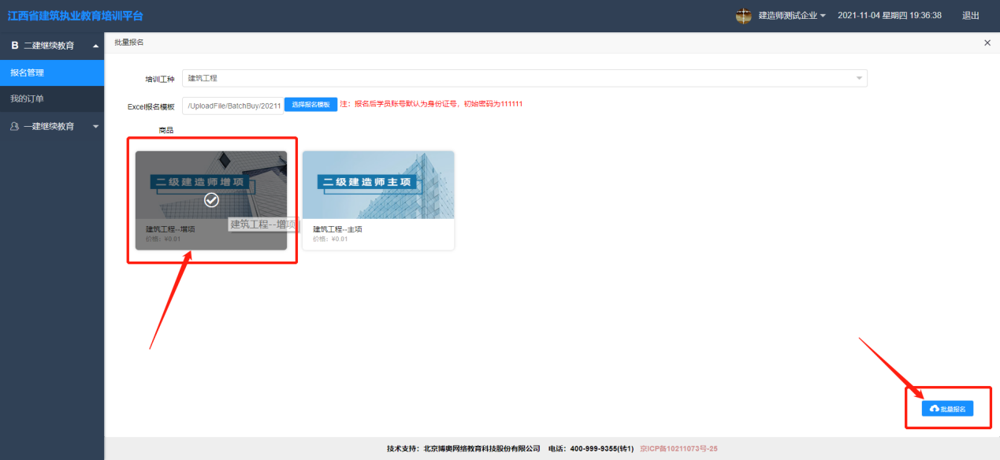 江西省建筑执业教育培训平台
建造师测试企业 2021-11-04 星期四 19:36:38 退出
B 二建继续教育
报名管理
我的订单
一建继续教育
批量报名
培训工种 建筑工程
Excel报名模板 /UploadFile/BatchBuy/20211 选择报名模板 注：报名后学员账号默认为身份证号，初始密码为111111
商品
二级建造师增项
建筑工程--增项
建筑工程--增项
价格：¥0.01
二级建造师主项
建筑工程--主项
价格：¥0.01
批量报名
技术支持：北京博奥网络教育科技股份有限公司 电话：400-999-9355(转1) 京ICP备10211073号-25